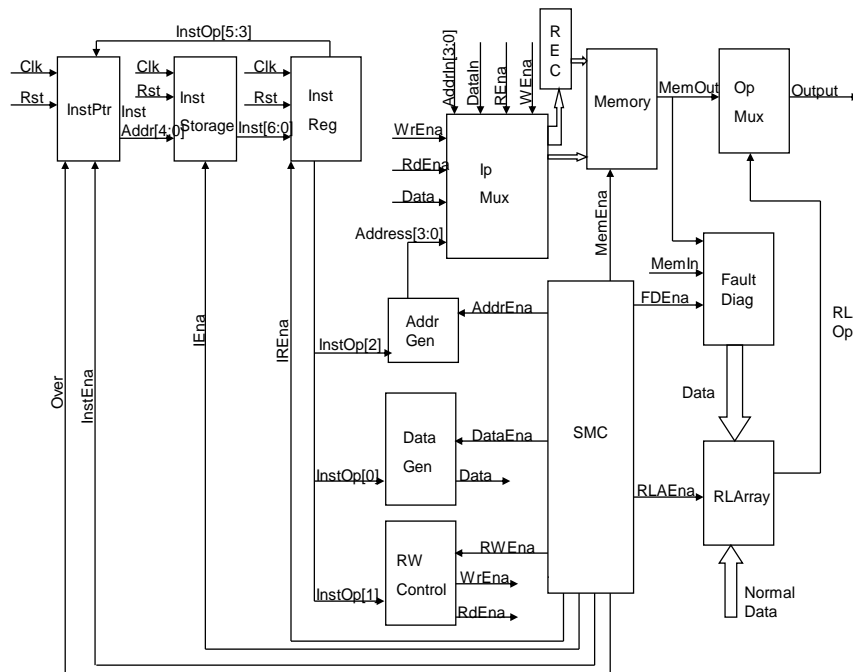 InstOp[5:3]
Clk
Rst
InstPtr
Inst
Addr[4:0]
Clk
Rst
Inst
Storage
Inst[6:0]
Clk
Rst
Inst
Reg
AddrIn[3:0]
DataIn
REna
WEna
WrEna
RdEna
Data
Address[3:0]
Ip
Mux
R
E
C
Memory
MemOut
Op
Mux
Output
MemEna
MemIn
FDEna
Fault
Diag
RLA
Op
AddrEna
Addr
Gen
InstOp[2]
Over
InstEna
IEna
IREna
SMC
Data
Data
Gen
DataEna
Data
InstOp[0]
RLAEna
RLArray
RW
Control
RWEna
WrEna
RdEna
InstOp[1]
Normal
Data